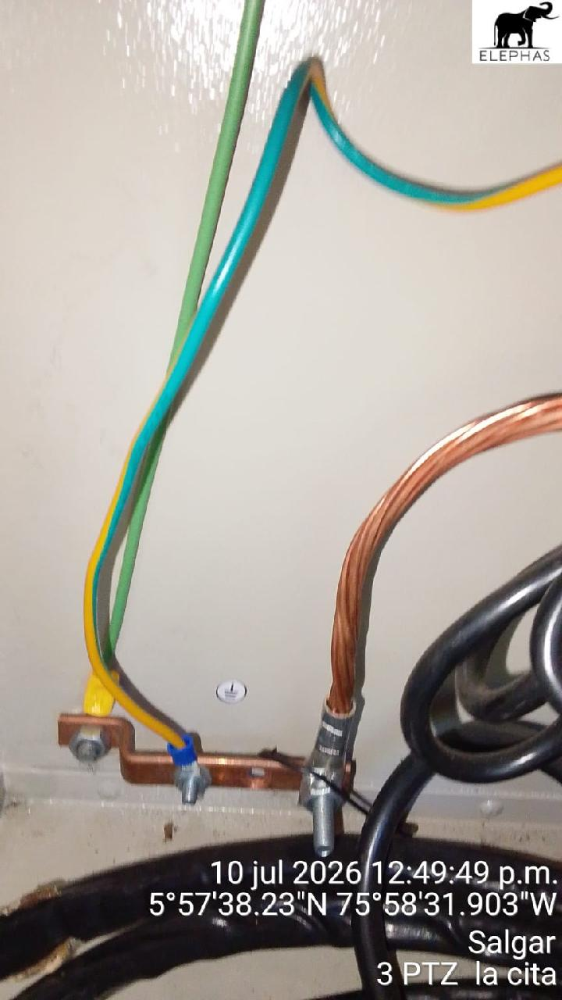 ELEPHAS
10 jul 2026 12:49:49 p.m.
5°57'38.23"N 75°58'31.903"W
Salgar
3 PTZ la cita